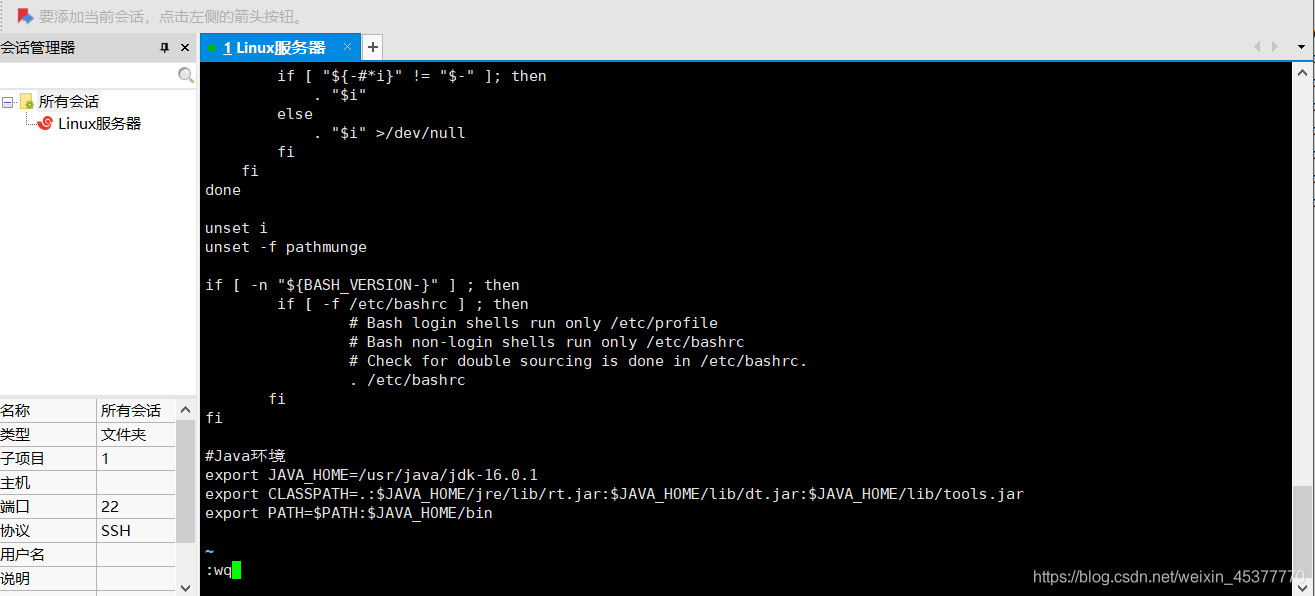 要添加当前会话，点击左侧的箭头按钮。
会话管理器
1 Linux服务器
所有会话
Linux服务器
名称 所有会话
类型 文件夹
子项目 1
主机
端口 22
协议 SSH
用户名
说明
if [ "${-#*i}" != "$-" ]; then
. "$i"
else
. "$i" >/dev/null
fi
fi
done
unset i
unset -f pathmunge
if [ -n "${BASH_VERSION-}" ] ; then
if [ -f /etc/bashrc ] ; then
# Bash login shells run only /etc/profile
# Bash non-login shells run only /etc/bashrc
# Check for double sourcing is done in /etc/bashrc.
. /etc/bashrc
fi
fi
#Java环境
export JAVA_HOME=/usr/java/jdk-16.0.1
export CLASSPATH=.:$JAVA_HOME/jre/lib/rt.jar:$JAVA_HOME/lib/dt.jar:$JAVA_HOME/lib/tools.jar
export PATH=$PATH:$JAVA_HOME/bin
~
:wq
https://blog.csdn.net/weixin_45377770